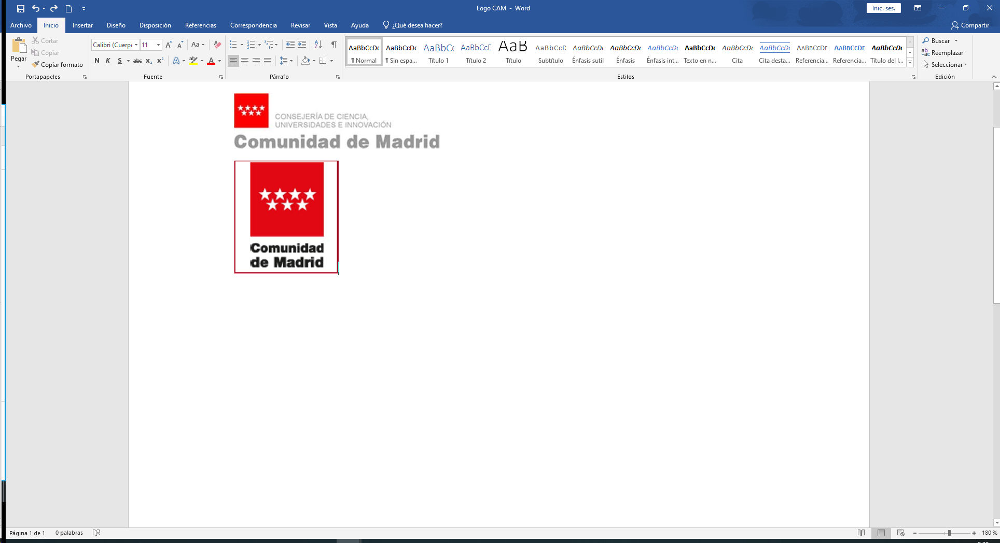 Logo CAM - Word
Inic. ses.
Archivo Inicio Insertar Diseño Disposición Referencias Correspondencia Revisar Vista Ayuda ¿Qué desea hacer? Compartir
Pegar
Cortar
Copiar
Copiar formato
Portapapeles
Calibri (Cuerpo 11
N K S abc x₂ x²
Fuente
Párrafo
AaBbCcDc AaBbCcDc AaBbC AaBbCcD AaB AaBbCcD AaBbCcDc AaBbCcDc AaBbCcDc AaBbCcDc AaBbCcDc AaBbCcDc AABBCCDE AABBCCDE AaBbCcDc
¶ Normal ¶ Sin espa... Título 1 Título 2 Título Subtítulo Énfasis sutil Énfasis Énfasis int... Texto en n... Cita Cita desta... Referencia... Referencia... Título del l...
Estilos
Buscar
Reemplazar
Seleccionar
Edición
CONSEJERÍA DE CIENCIA,
UNIVERSIDADES E INNOVACIÓN
Comunidad de Madrid
Comunidad
de Madrid
Página 1 de 1 0 palabras 180 %